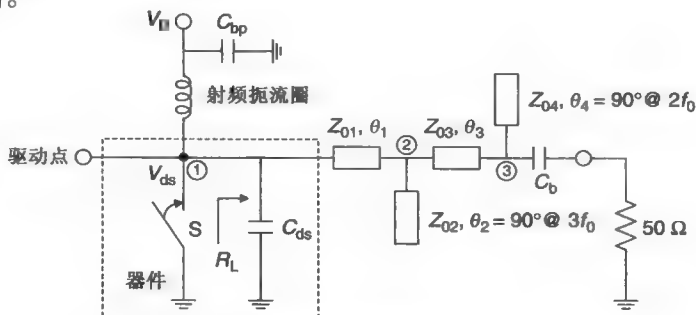 V
C_bp
射频扼流圈
Z_04, θ_4 = 90°@ 2f_0
驱动点
①
V_ds
Z_01, θ_1
②
Z_03, θ_3
③
C_b
S
R_L
C_ds
Z_02, θ_2 = 90°@ 3f_0
50 Ω
器件